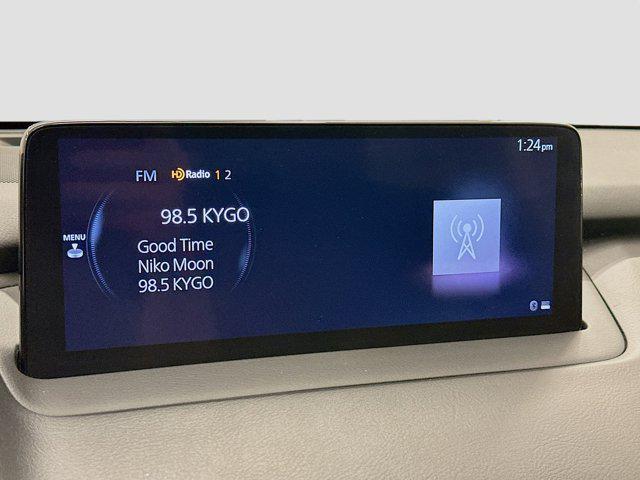 1:24pm
FM HD Radio 1 2
98.5 KYGO
MENU
Good Time
Niko Moon
98.5 KYGO